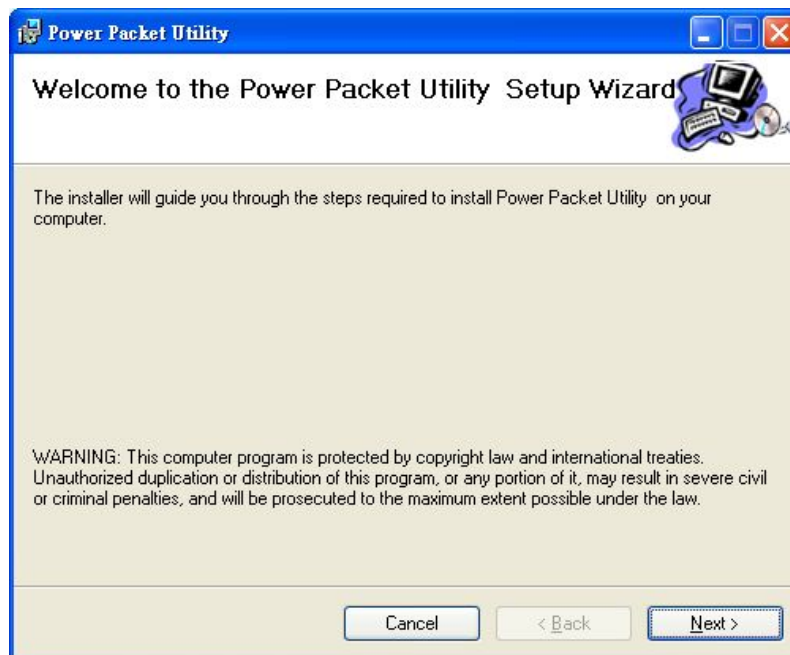 Power Packet Utility
Welcome to the Power Packet Utility  Setup Wizard
The installer will guide you through the steps required to install Power Packet Utility  on your
computer.
WARNING: This computer program is protected by copyright law and international treaties.
Unauthorized duplication or distribution of this program, or any portion of it, may result in severe civil
or criminal penalties, and will be prosecuted to the maximum extent possible under the law.
Cancel
< Back
Next >